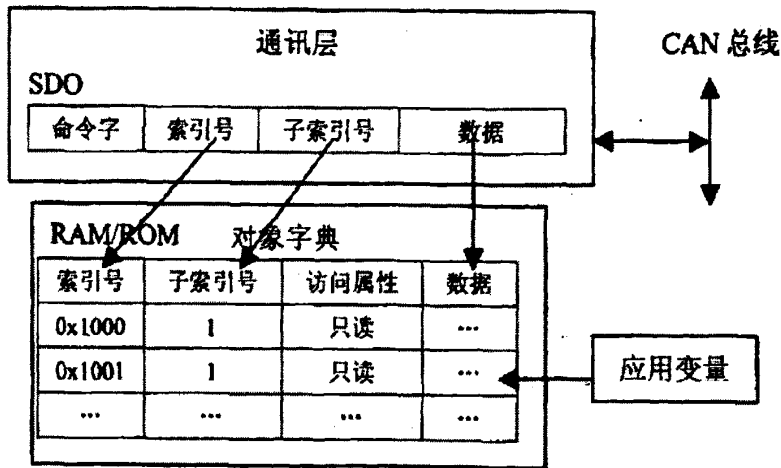 通讯层
CAN 总线
SDO
命令字 索引号 子索引号 数据
RAM/ROM 对象字典
索引号 子索引号 访问属性 数据
0x1000 1 只读 ...
0x1001 1 只读 ...
... ... ... ...
应用变量